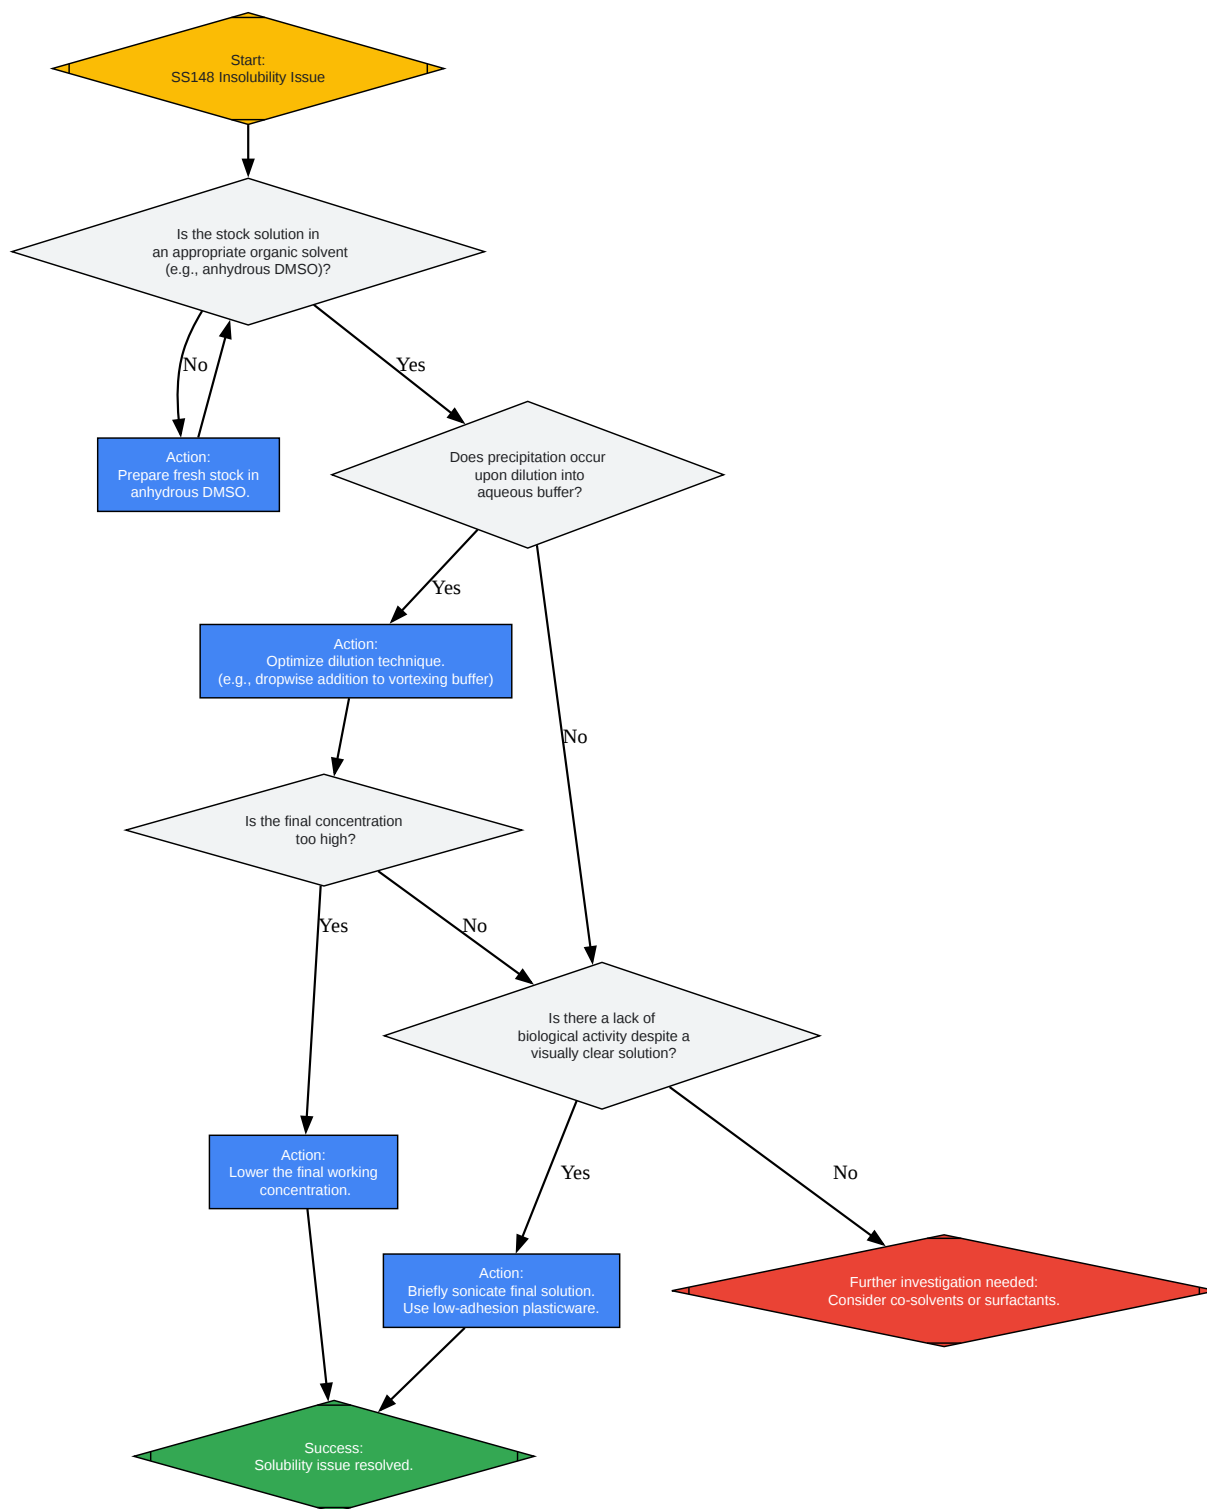 Start:
SS148 Insolubility Issue
Is the stock solution in
an appropriate organic solvent
(e.g., anhydrous DMSO)?
No
Yes
Action:
Prepare fresh stock in
anhydrous DMSO.
Does precipitation occur
upon dilution into
aqueous buffer?
Yes
No
Action:
Optimize dilution technique.
(e.g., dropwise addition to vortexing buffer)
Is the final concentration
too high?
Yes
No
Is there a lack of
biological activity despite a
visually clear solution?
Yes
No
Action:
Lower the final working
concentration.
Action:
Briefly sonicate final solution.
Use low-adhesion plasticware.
Further investigation needed:
Consider co-solvents or surfactants.
Success:
Solubility issue resolved.